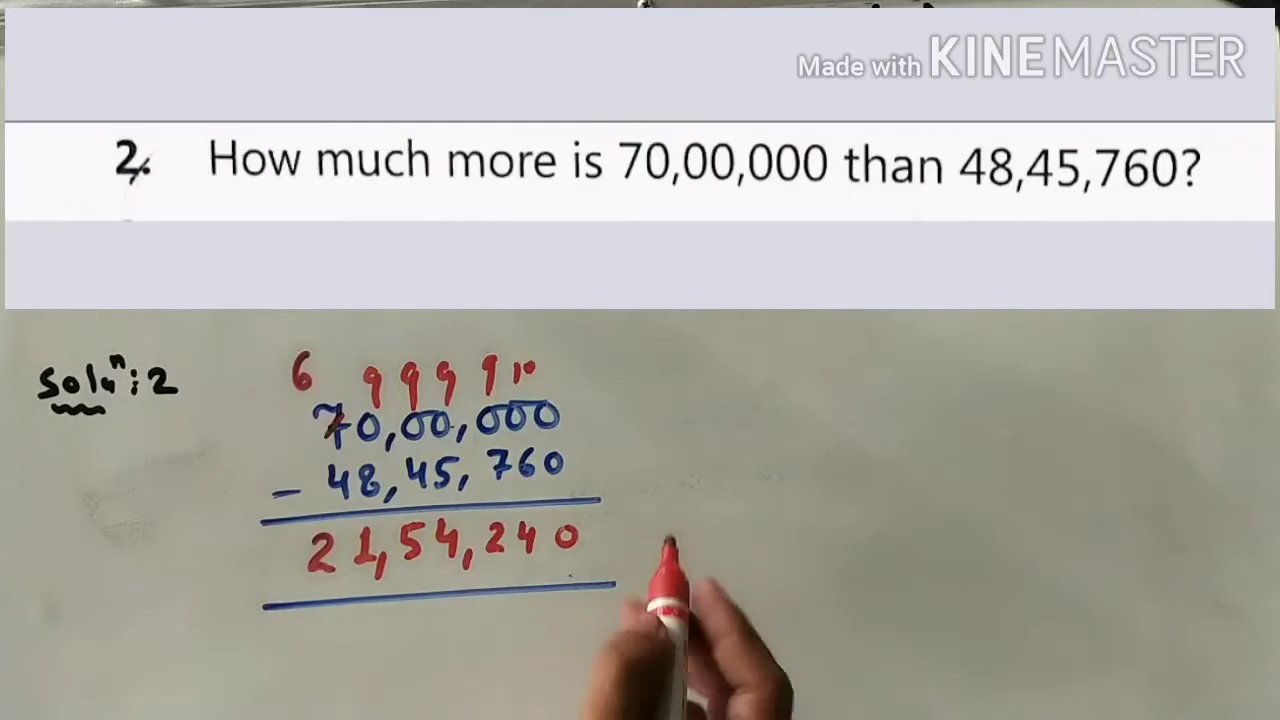 Made with KINEMASTER
2. How much more is 70,00,000 than 48,45,760?
Solⁿ : 2
6 9 9 9 9 10
70,00,000
- 48,45,760
21,54,240